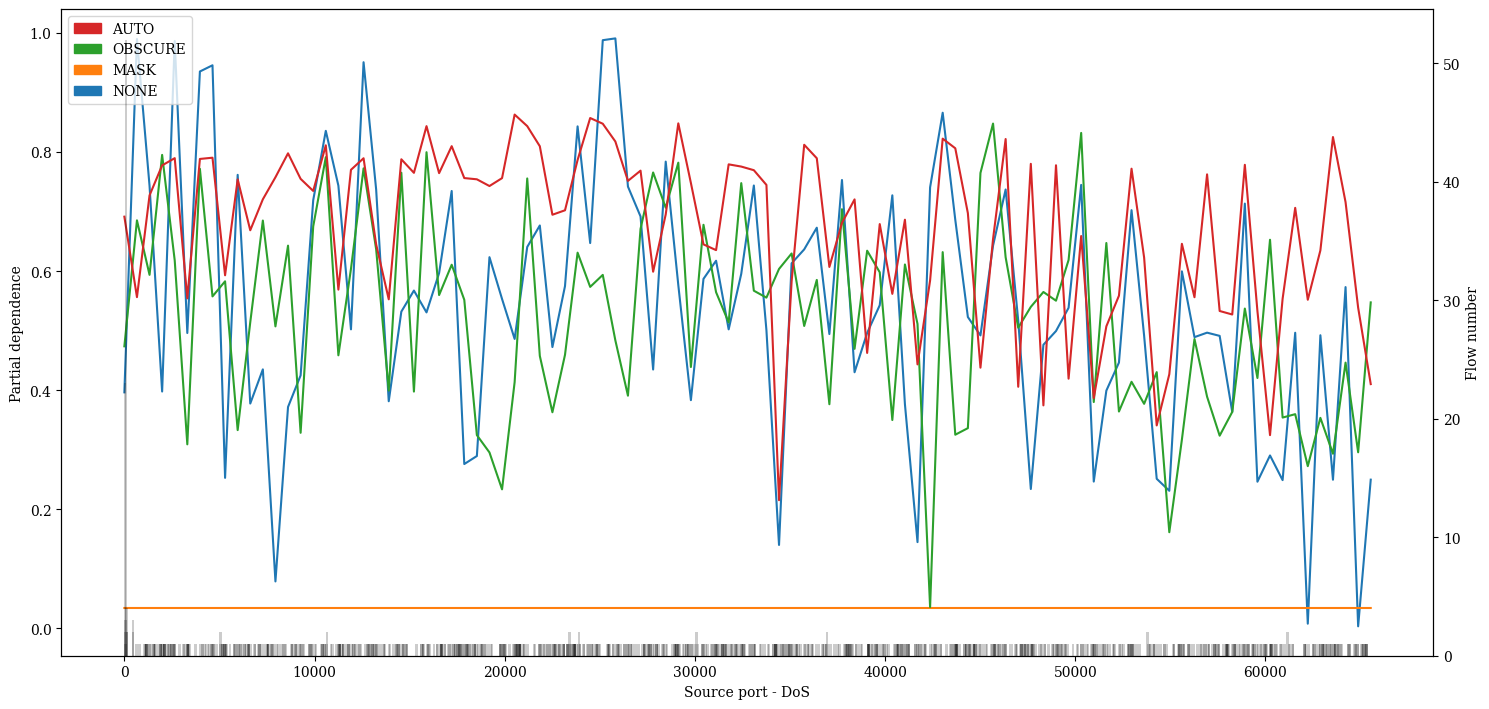 AUTO
OBSCURE
MASK
NONE
1.0
0.8
0.6
0.4
0.2
0.0
Partial dependence
50
40
30
20
10
0
Flow number
0 10000 20000 30000 40000 50000 60000
Source port - DoS